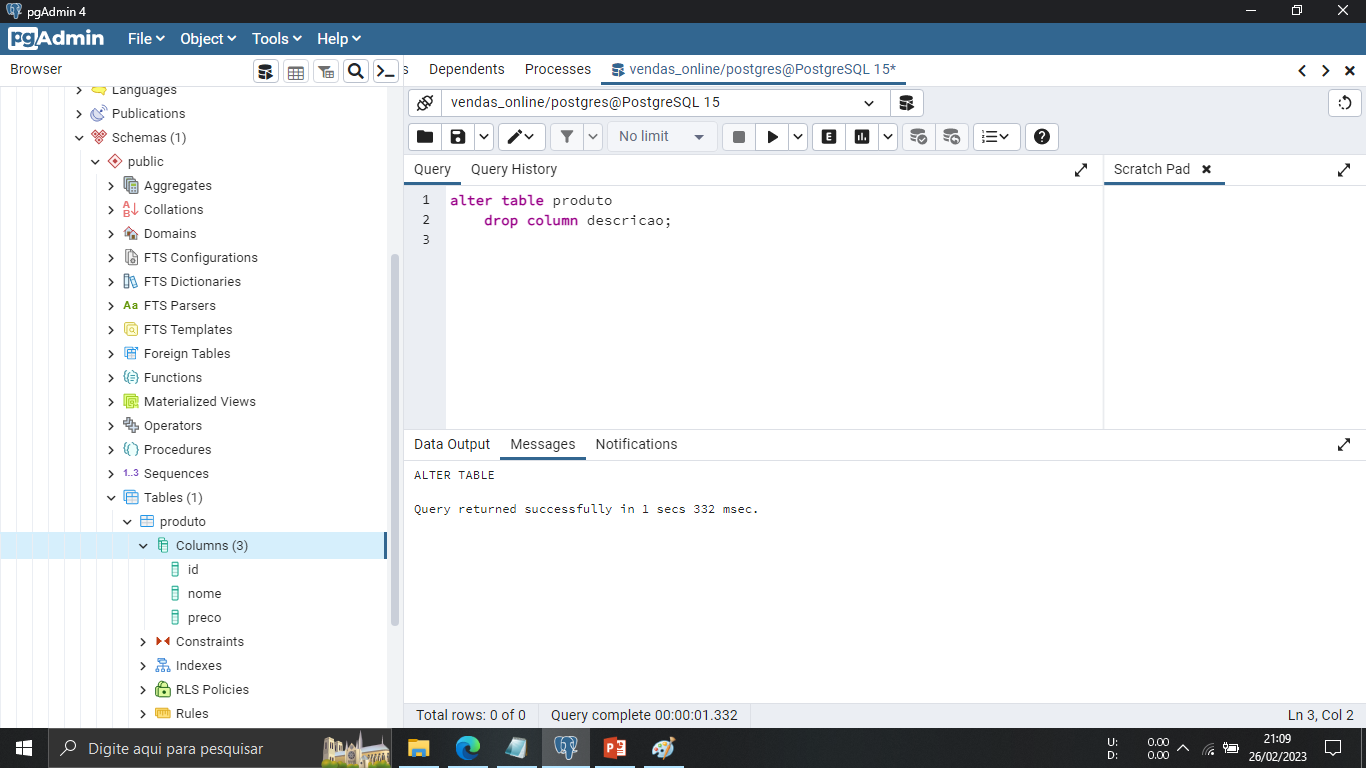 pgAdmin 4
pgAdmin File Object Tools Help
Browser
s Dependents Processes vendas_online/postgres@PostgreSQL 15*
Languages
Publications
Schemas (1)
public
Aggregates
Collations
Domains
FTS Configurations
FTS Dictionaries
Aa FTS Parsers
FTS Templates
Foreign Tables
Functions
Materialized Views
Operators
Procedures
1..3 Sequences
Tables (1)
produto
Columns (3)
id
nome
preco
Constraints
Indexes
RLS Policies
Rules
vendas_online/postgres@PostgreSQL 15
No limit
E
Query Query History
Scratch Pad
1 alter table produto
2 drop column descricao;
3
Data Output Messages Notifications
ALTER TABLE
Query returned successfully in 1 secs 332 msec.
Total rows: 0 of 0 Query complete 00:00:01.332 Ln 3, Col 2
Digite aqui para pesquisar
U: 0.00
D: 0.00
21:09
26/02/2023